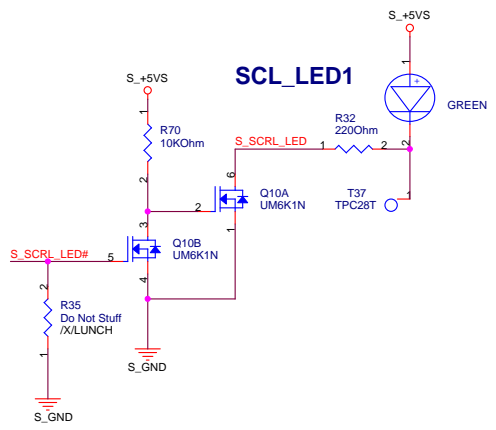 S_+5VS
S_+5VS
SCL_LED1
1
+
GREEN
2
1
R70
10KOhm
2
R32
220Ohm
S_SCRL_LED
1
2
6
Q10A
UM6K1N
2
1
T37
TPC28T
1
3
Q10B
UM6K1N
S_SCRL_LED#
5
4
2
R35
Do Not Stuff
/X/LUNCH
1
S_GND
S_GND